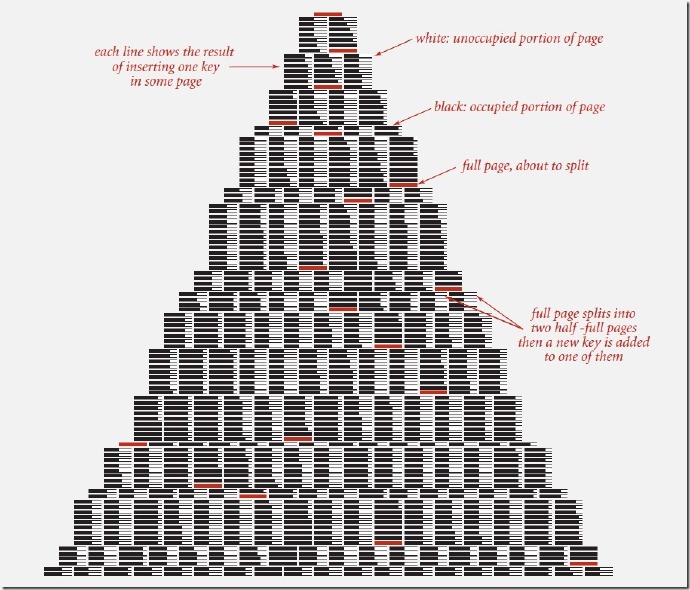 white: unoccupied portion of page
each line shows the result
of inserting one key
in some page
black: occupied portion of page
full page, about to split
full page splits into
two half -full pages
then a new key is added
to one of them